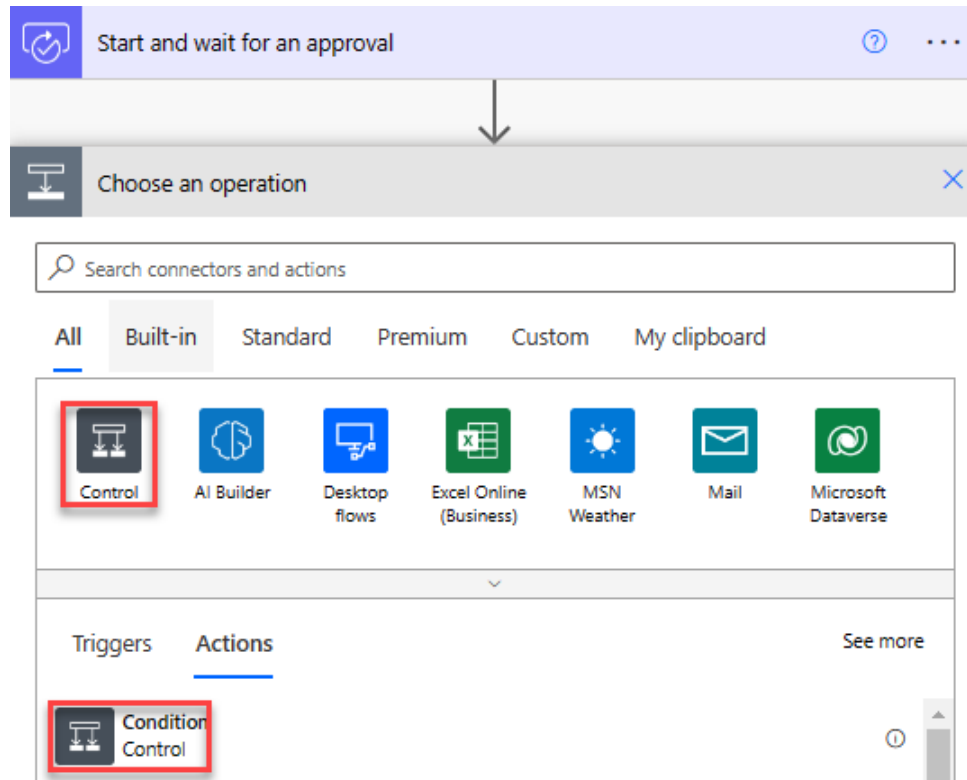 Start and wait for an approval
Choose an operation
Search connectors and actions
All Built-in Standard Premium Custom My clipboard
Control AI Builder Desktop flows Excel Online (Business) MSN Weather Mail Microsoft Dataverse
Triggers Actions See more
Condition
Control